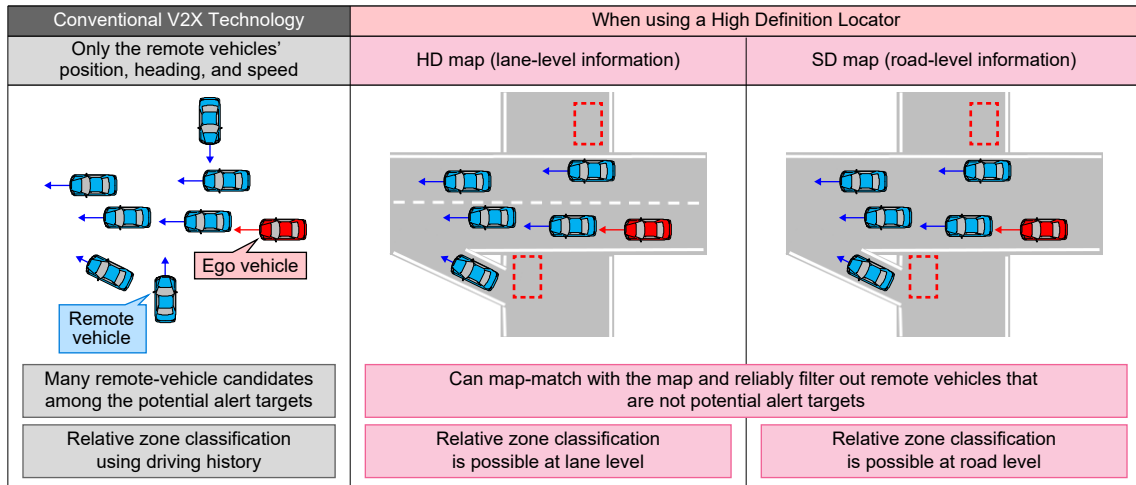 Conventional V2X Technology
When using a High Definition Locator
Only the remote vehicles'
position, heading, and speed
HD map (lane-level information)
SD map (road-level information)
Ego vehicle
Remote
vehicle
Many remote-vehicle candidates
among the potential alert targets
Can map-match with the map and reliably filter out remote vehicles that
are not potential alert targets
Relative zone classification
using driving history
Relative zone classification
is possible at lane level
Relative zone classification
is possible at road level